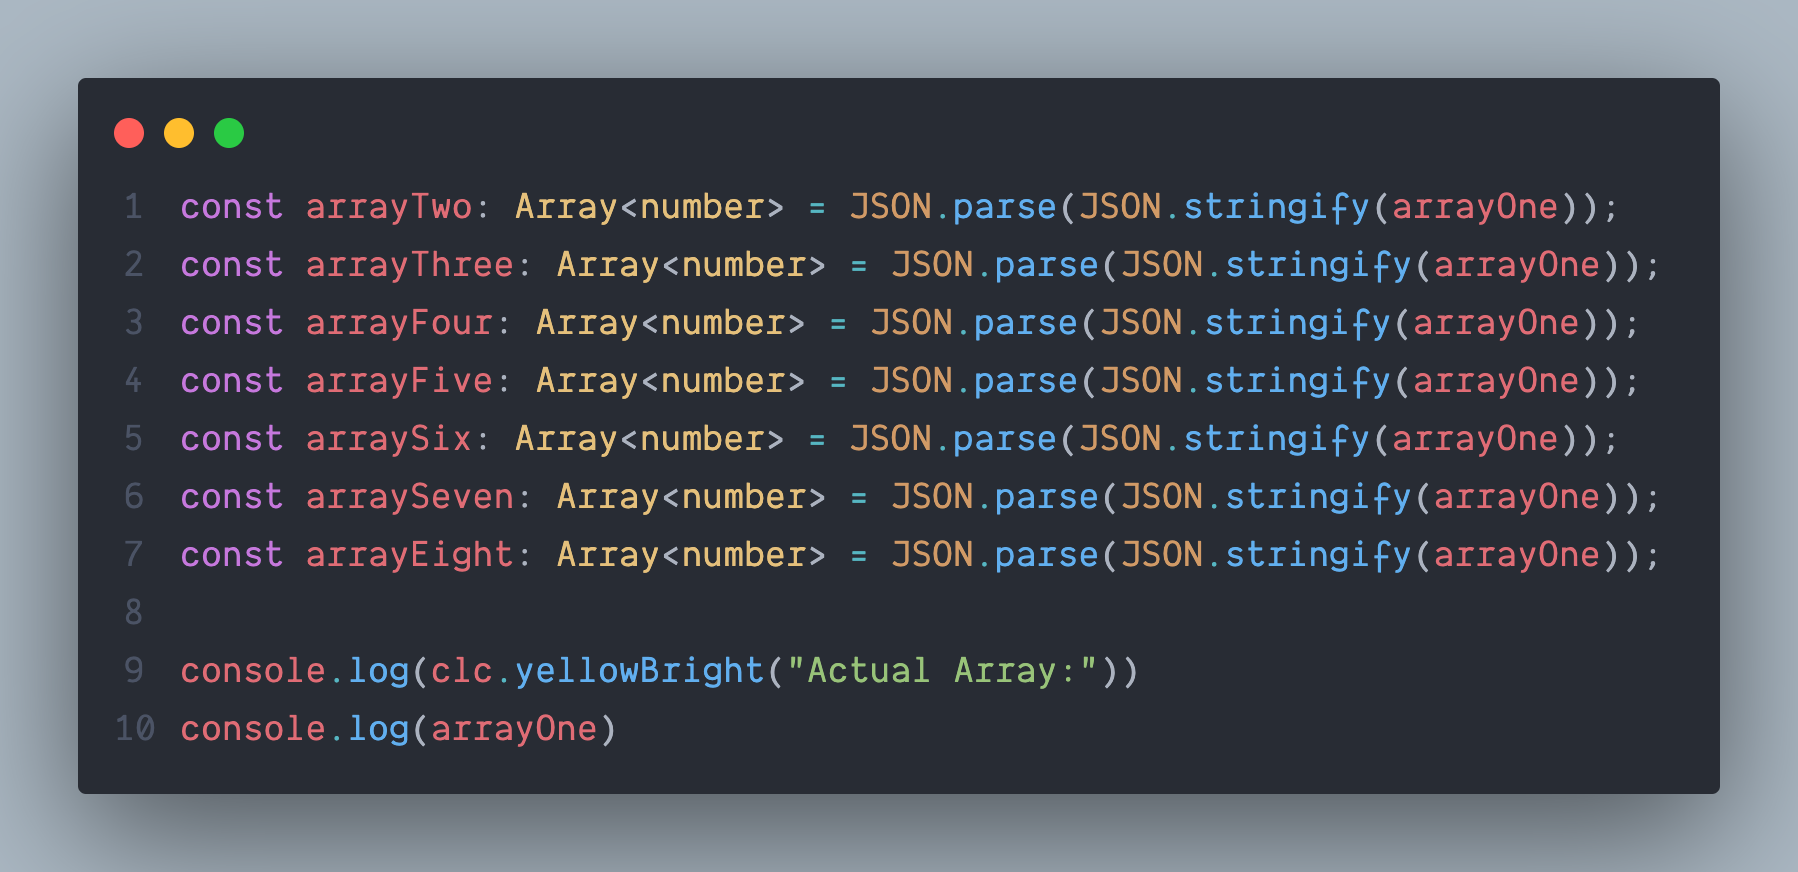 1 const arrayTwo: Array<number> = JSON.parse(JSON.stringify(arrayOne));
2 const arrayThree: Array<number> = JSON.parse(JSON.stringify(arrayOne));
3 const arrayFour: Array<number> = JSON.parse(JSON.stringify(arrayOne));
4 const arrayFive: Array<number> = JSON.parse(JSON.stringify(arrayOne));
5 const arraySix: Array<number> = JSON.parse(JSON.stringify(arrayOne));
6 const arraySeven: Array<number> = JSON.parse(JSON.stringify(arrayOne));
7 const arrayEight: Array<number> = JSON.parse(JSON.stringify(arrayOne));
8
9 console.log(clc.yellowBright("Actual Array:"))
10 console.log(arrayOne)